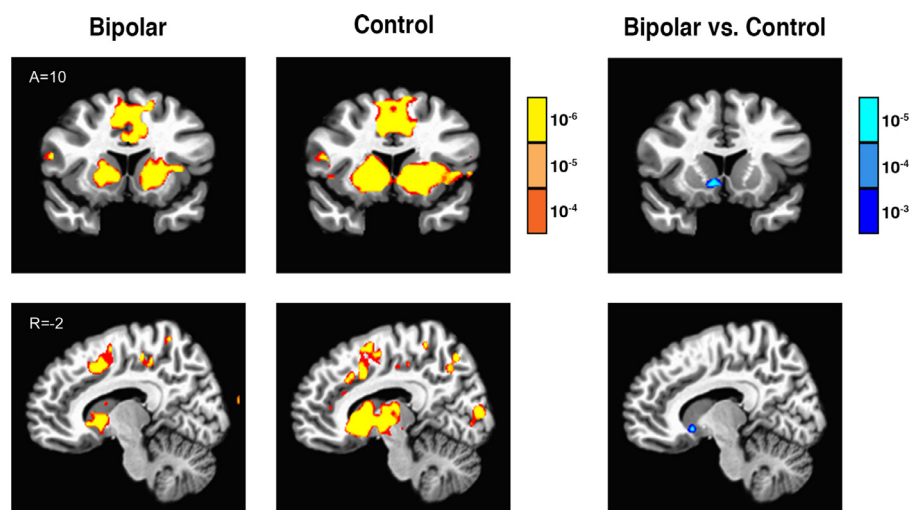 Bipolar
Control
Bipolar vs. Control
A=10
10-6
10-5
10-4
10-5
10-4
10-3
R=-2